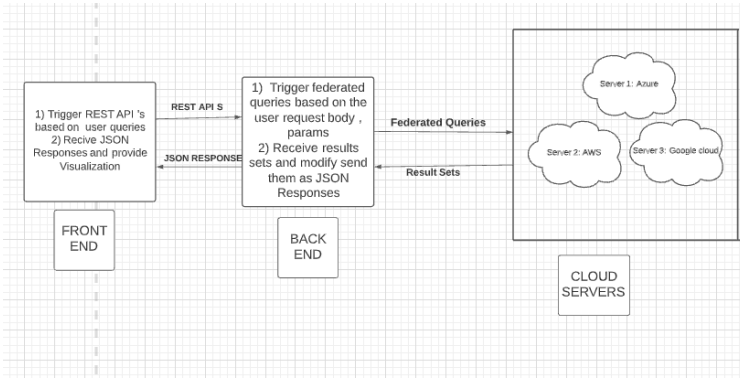 1) Trigger REST API 's
based on user queries
2) Recive JSON
Responses and provide
Visualization
REST API S
JSON RESPONSE
1) Trigger federated
queries based on the
user request body ,
params
2) Receive results
sets and modify send
them as JSON
Responses
Federated Queries
Result Sets
Server 1: Azure
Server 2: AWS
Server 3: Google cloud
FRONT
END
BACK
END
CLOUD
SERVERS